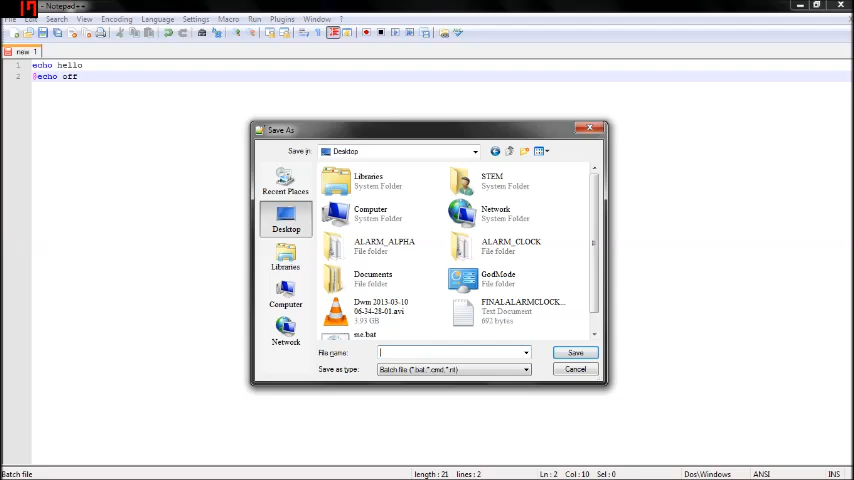 - Notepad++
File Edit Search View Encoding Language Settings Macro Run Plugins Window ?
new 1
1 echo hello
2 @echo off
Save As
Save in: Desktop
Recent Places
Desktop
Libraries
Computer
Network
Libraries
System Folder
STEM
System Folder
Computer
System Folder
Network
System Folder
ALARM_ALPHA
File folder
ALARM_CLOCK
File folder
Documents
File folder
GodMode
File folder
Dwm 2013-03-10
06-34-28-01.avi
3.93 GB
FINALALARMCLOCK...
Text Document
692 bytes
me.bat
File name:
Save
Save as type: Batch file (*.bat;*.cmd;*.nt)
Cancel
Batch file length : 21 lines : 2 Ln : 2 Col : 10 Sel : 0 Dos\Windows ANSI INS